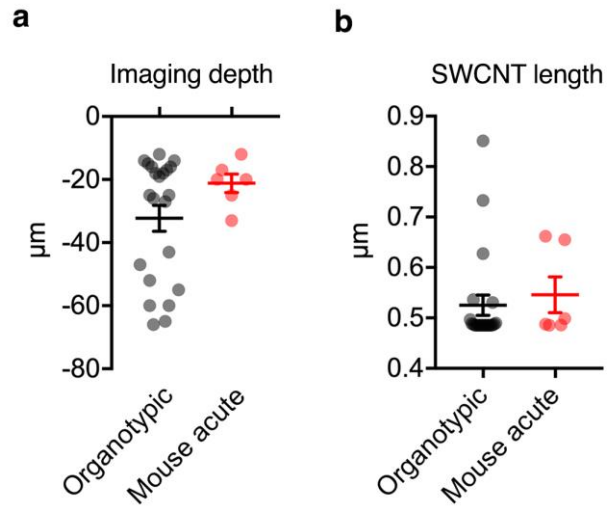 a
Imaging depth
0
-20
-40
-60
-80
µm
Organotypic
Mouse acute
b
SWCNT length
0.9
0.8
0.7
0.6
0.5
0.4
µm
Organotypic
Mouse acute